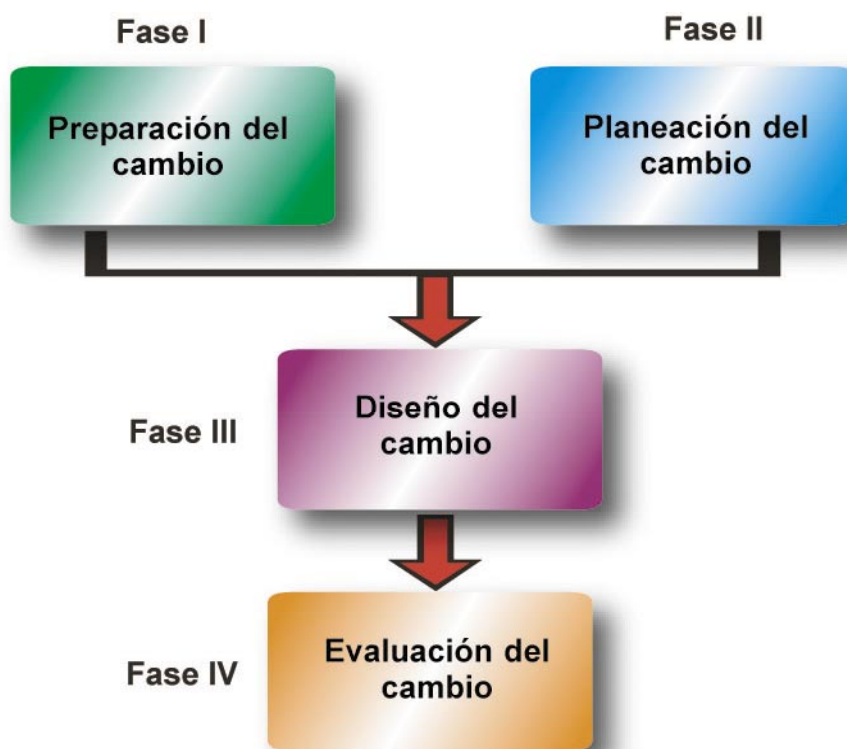 Fase I
Preparación del
cambio
Fase II
Planeación del
cambio
Fase III
Diseño del
cambio
Fase IV
Evaluación del
cambio